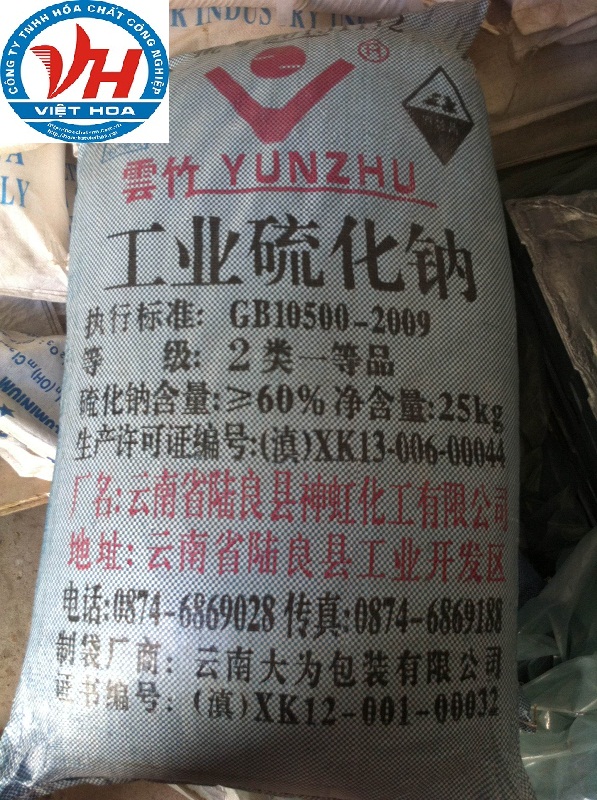 CÔNG TY TNHH HÓA CHẤT CÔNG NGHIỆP
VH
VIỆT HOA
雲竹 YUNZHU
工业硫化钠
执行标准: GB10500-2009
等 级: 2类一等品
硫化钠含量:≥60% 净含量:25kg
生产许可证编号:(滇)XK13-006-00044
厂名:云南省陆良县神虹化工有限公司
地址:云南省陆良县工业开发区
电话:0874-6869028 传真:0874-6869188
制袋厂商:云南大为包装有限公司
证书编号:(滇)XK12-001-00032